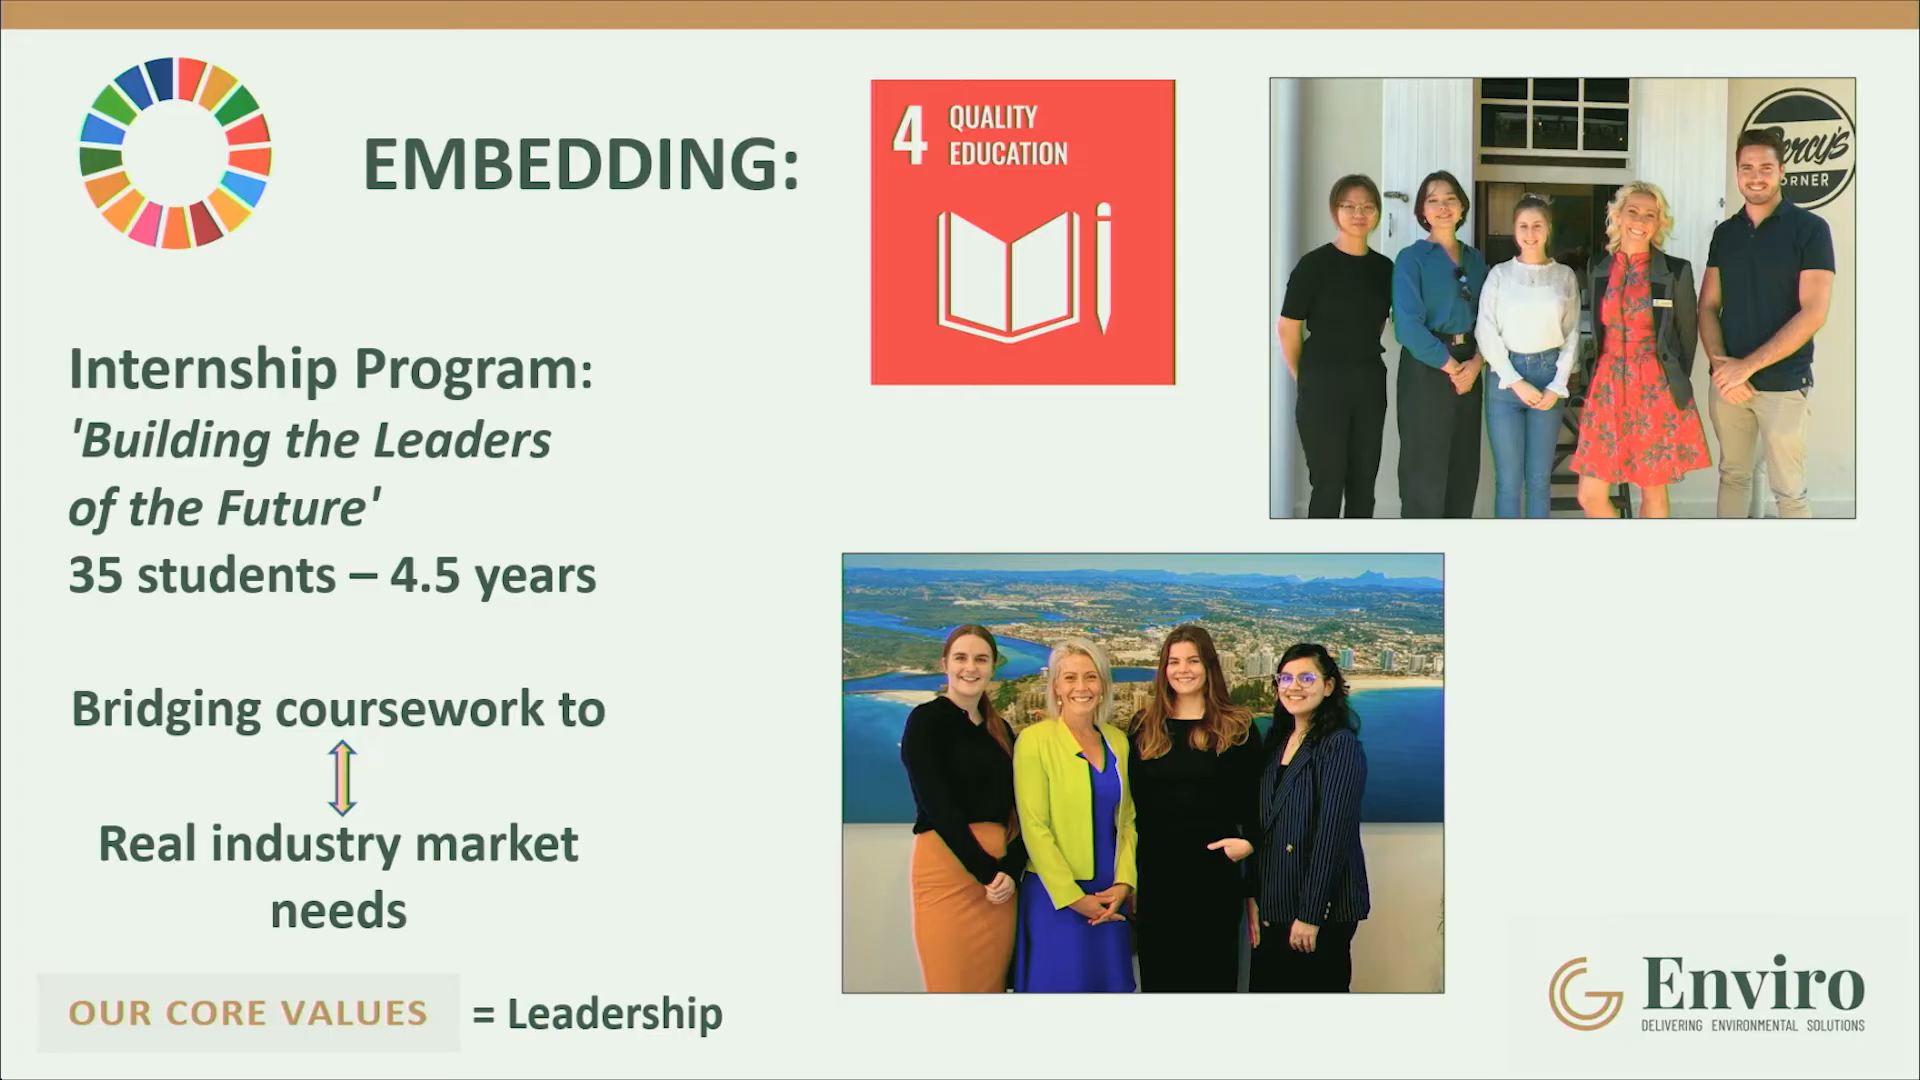 EMBEDDING:
4 QUALITY
EDUCATION
Internship Program:
'Building the Leaders
of the Future'
35 students – 4.5 years
Bridging coursework to
Real industry market
needs
OUR CORE VALUES = Leadership
Enviro
DELIVERING ENVIRONMENTAL SOLUTIONS